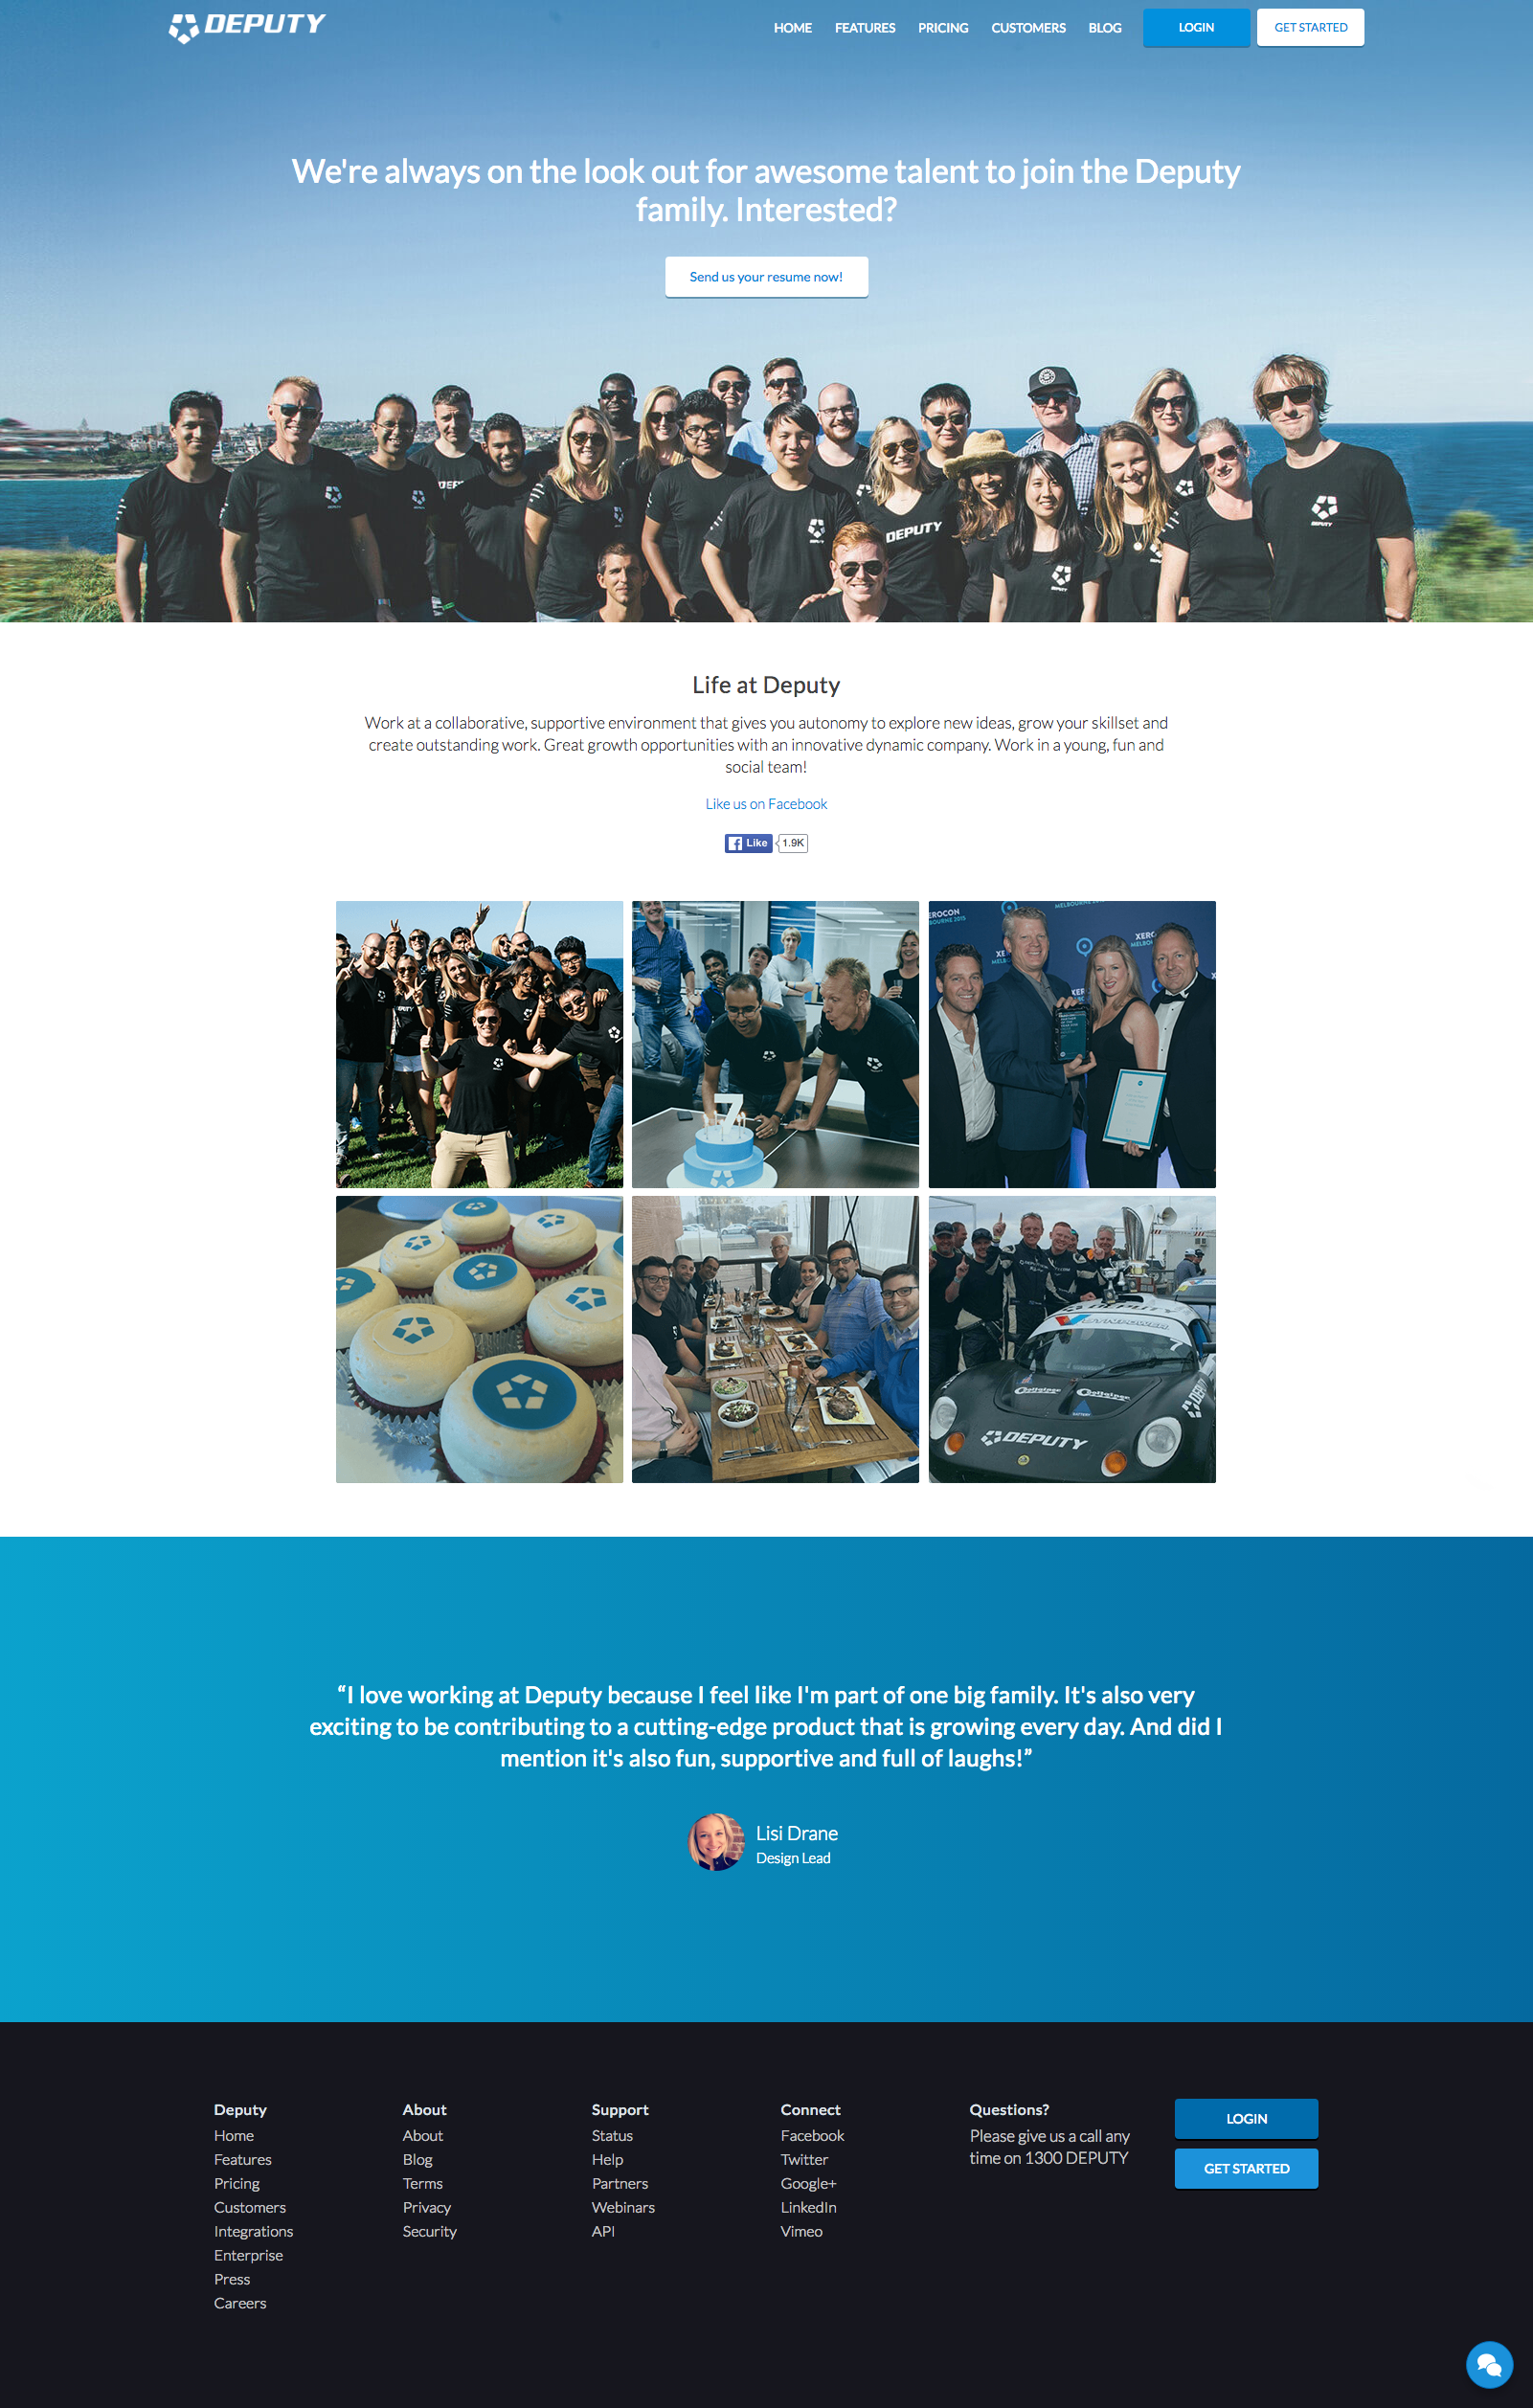 DEPUTY
HOME FEATURES PRICING CUSTOMERS BLOG LOGIN GET STARTED
We're always on the look out for awesome talent to join the Deputy
family. Interested?
Send us your resume now!
DEPUTY
DEPUTY
DEPUTY
DEPUTY
DEPUTY
Life at Deputy
Work at a collaborative, supportive environment that gives you autonomy to explore new ideas, grow your skillset and
create outstanding work. Great growth opportunities with an innovative dynamic company. Work in a young, fun and
social team!
Like us on Facebook
Like 1.9K
7
DEPUTY
DEPUTY
DEPUTY
“I love working at Deputy because I feel like I'm part of one big family. It's also very
exciting to be contributing to a cutting-edge product that is growing every day. And did I
mention it's also fun, supportive and full of laughs!”
Lisi Drane
Design Lead
Deputy
Home
Features
Pricing
Customers
Integrations
Enterprise
Press
Careers
About
About
Blog
Terms
Privacy
Security
Support
Status
Help
Partners
Webinars
API
Connect
Facebook
Twitter
Google+
LinkedIn
Vimeo
Questions?
Please give us a call any
time on 1300 DEPUTY
LOGIN
GET STARTED